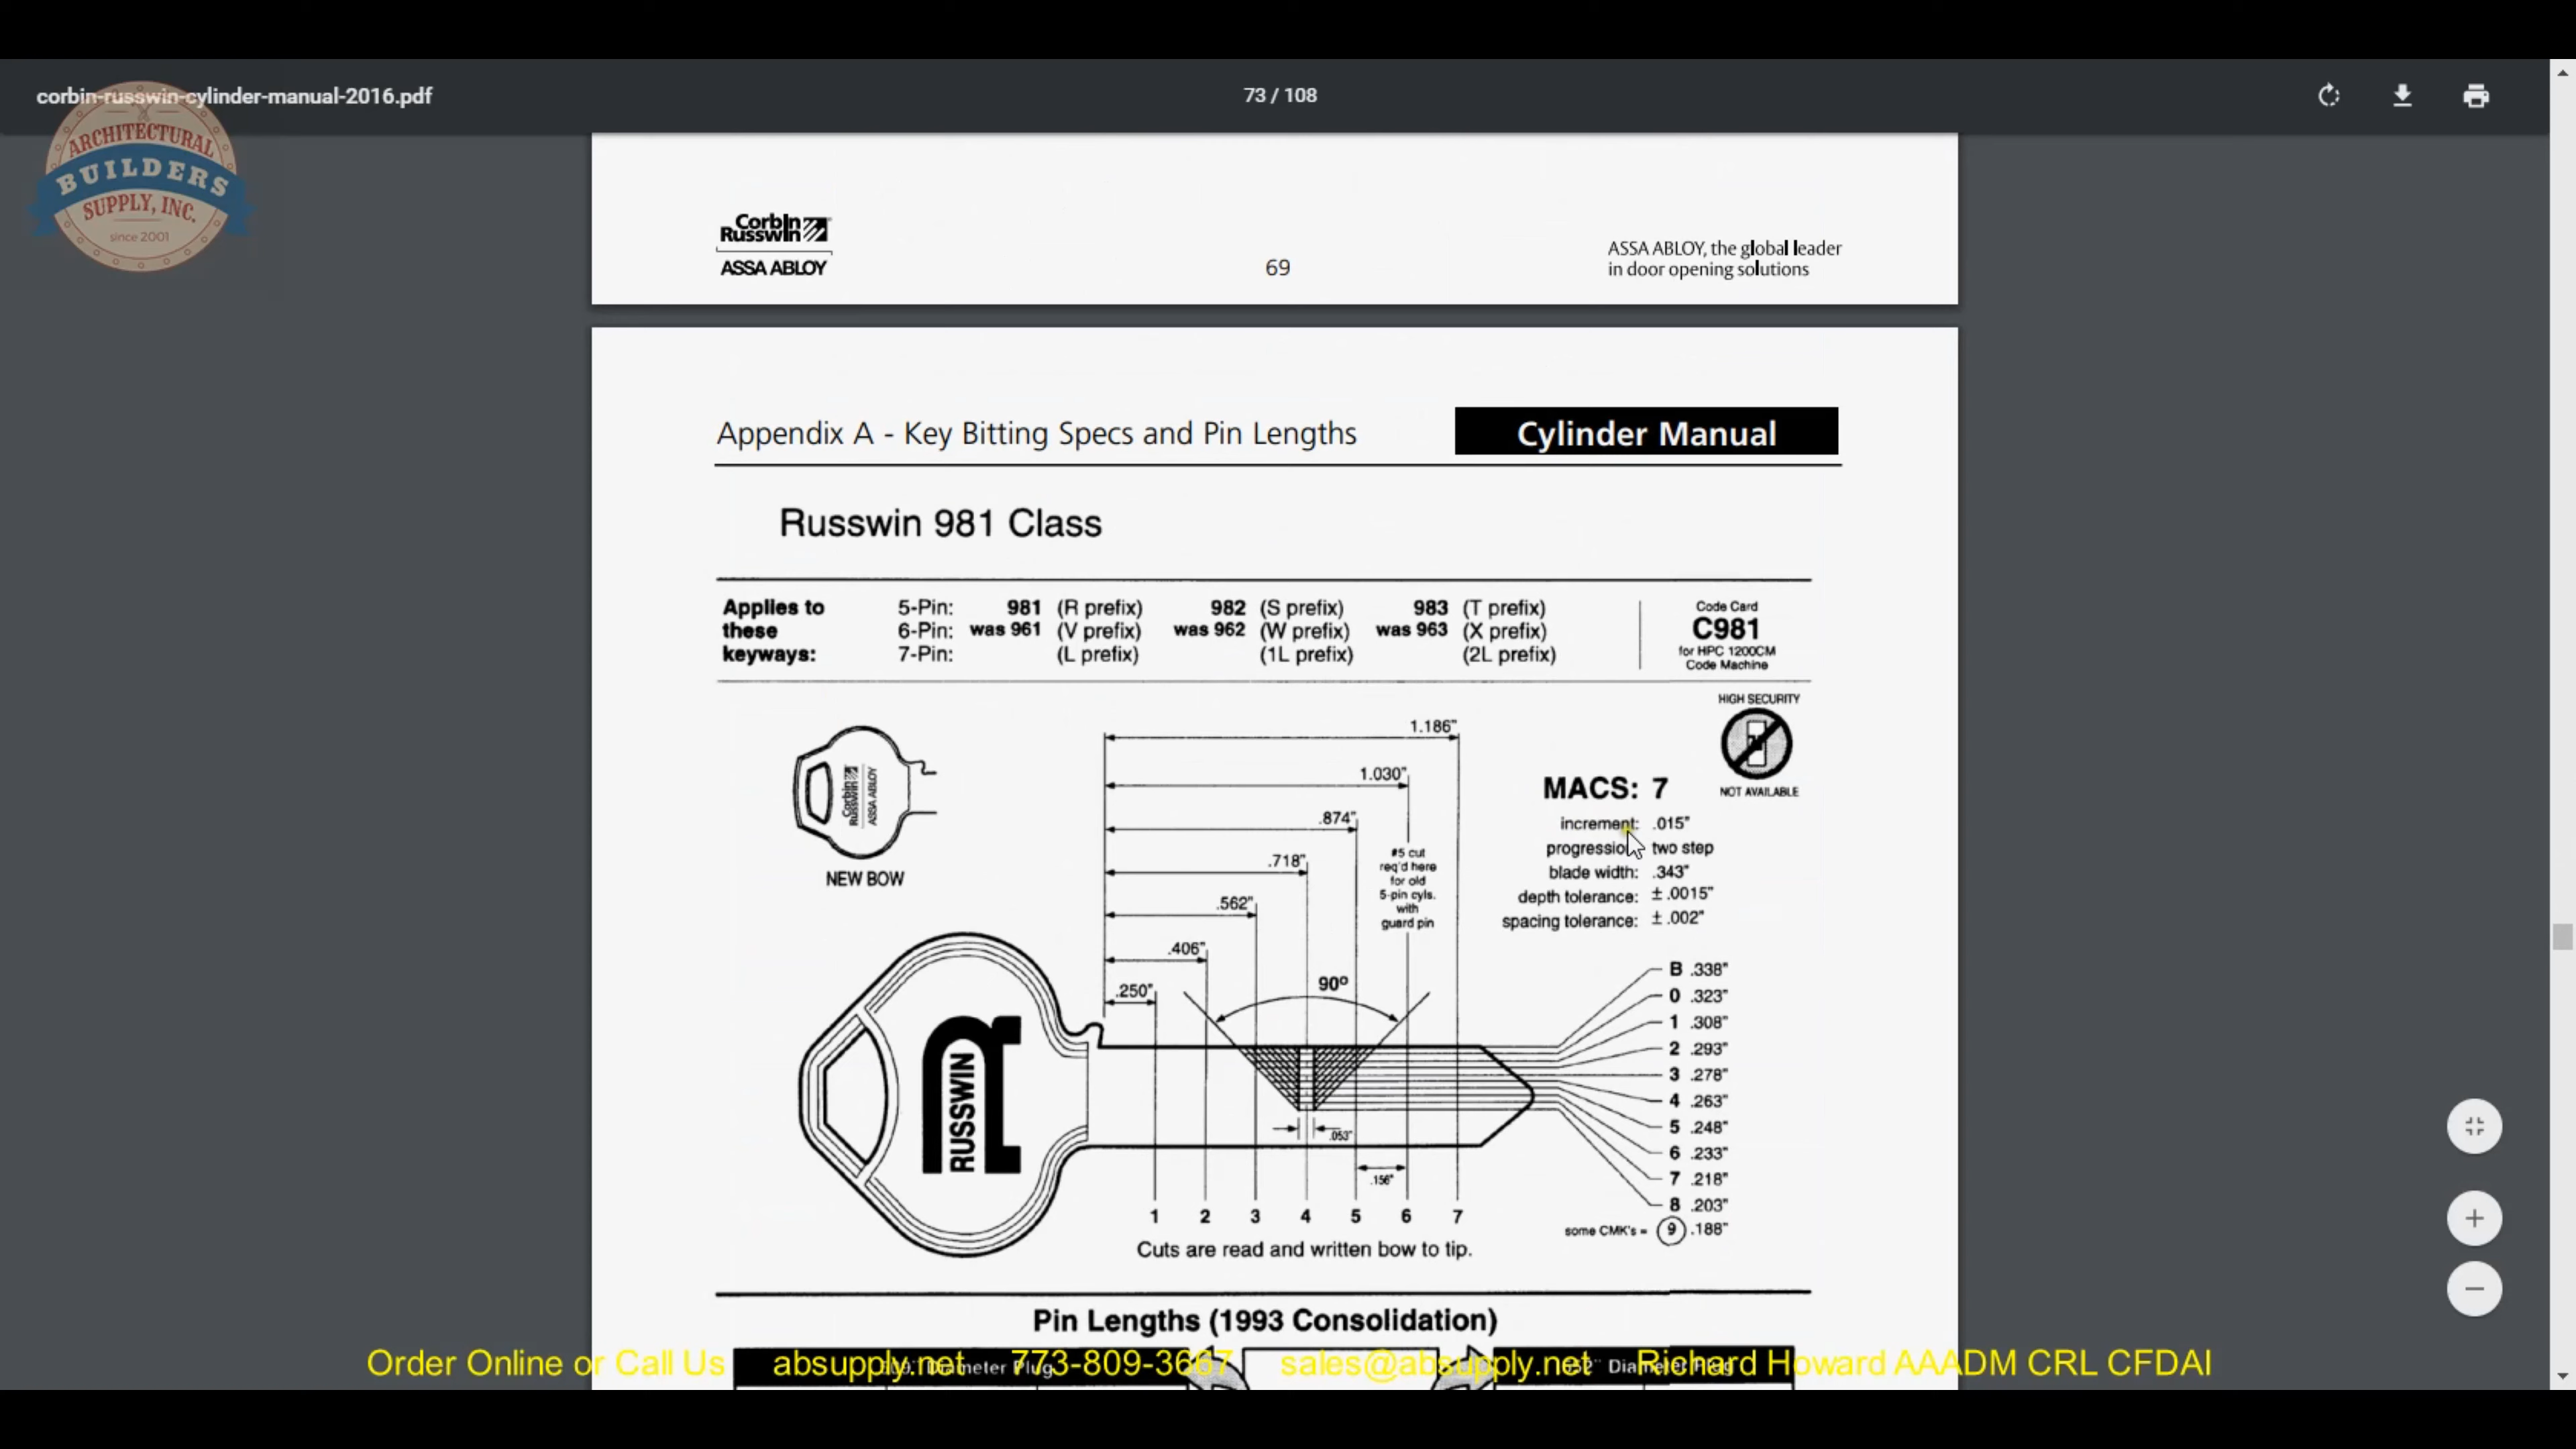 corbin-russwin-cylinder-manual-2016.pdf
73 / 108
ARCHITECTURAL
BUILDERS
SUPPLY, INC.
since 2001
Corbin
Russwin
ASSA ABLOY
69
ASSA ABLOY, the global leader
in door opening solutions
Appendix A - Key Bitting Specs and Pin Lengths
Cylinder Manual
Russwin 981 Class
Applies to these keyways:
5-Pin: 981 (R prefix) 982 (S prefix) 983 (T prefix)
6-Pin: was 961 (V prefix) was 962 (W prefix) was 963 (X prefix)
7-Pin: (L prefix) (1L prefix) (2L prefix)
Code Card
C981
for HPC 1200CM
Code Machine
HIGH SECURITY
NOT AVAILABLE
Corbin
Russwin
ASSA ABLOY
NEW BOW
1.186"
1.030"
.874"
.718"
.562"
.406"
.250"
#5 cut
req'd here
for old
5-pin cyls.
with
guard pin
MACS: 7
increment: .015"
progression: two step
blade width: .343"
depth tolerance: ± .0015"
spacing tolerance: ± .002"
90º
RUSSWIN
.053"
.156"
B .338"
0 .323"
1 .308"
2 .293"
3 .278"
4 .263"
5 .248"
6 .233"
7 .218"
8 .203"
some CMK's = 9 .188"
1 2 3 4 5 6 7
Cuts are read and written bow to tip.
Pin Lengths (1993 Consolidation)
Diameter Plug
Order Online or Call Us absupply.net 773-809-3667 sales@absupply.net Richard Howard AAADM CRL CFDAI